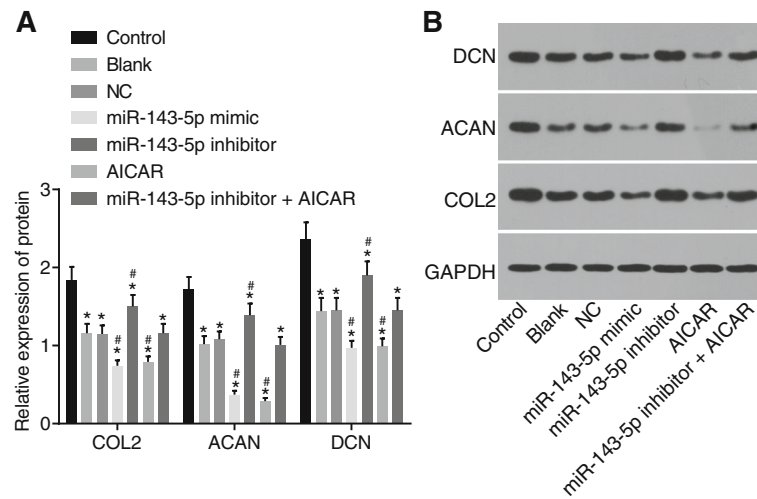 A
Control
Blank
NC
miR-143-5p mimic
miR-143-5p inhibitor
AICAR
miR-143-5p inhibitor + AICAR
Relative expression of protein
3
2
1
0
* * # * # * # * *
* * # * # * # * *
* * # * # * # * *
COL2 ACAN DCN
B
DCN
ACAN
COL2
GAPDH
Control
Blank
NC
miR-143-5p mimic
miR-143-5p inhibitor
AICAR
miR-143-5p inhibitor + AICAR